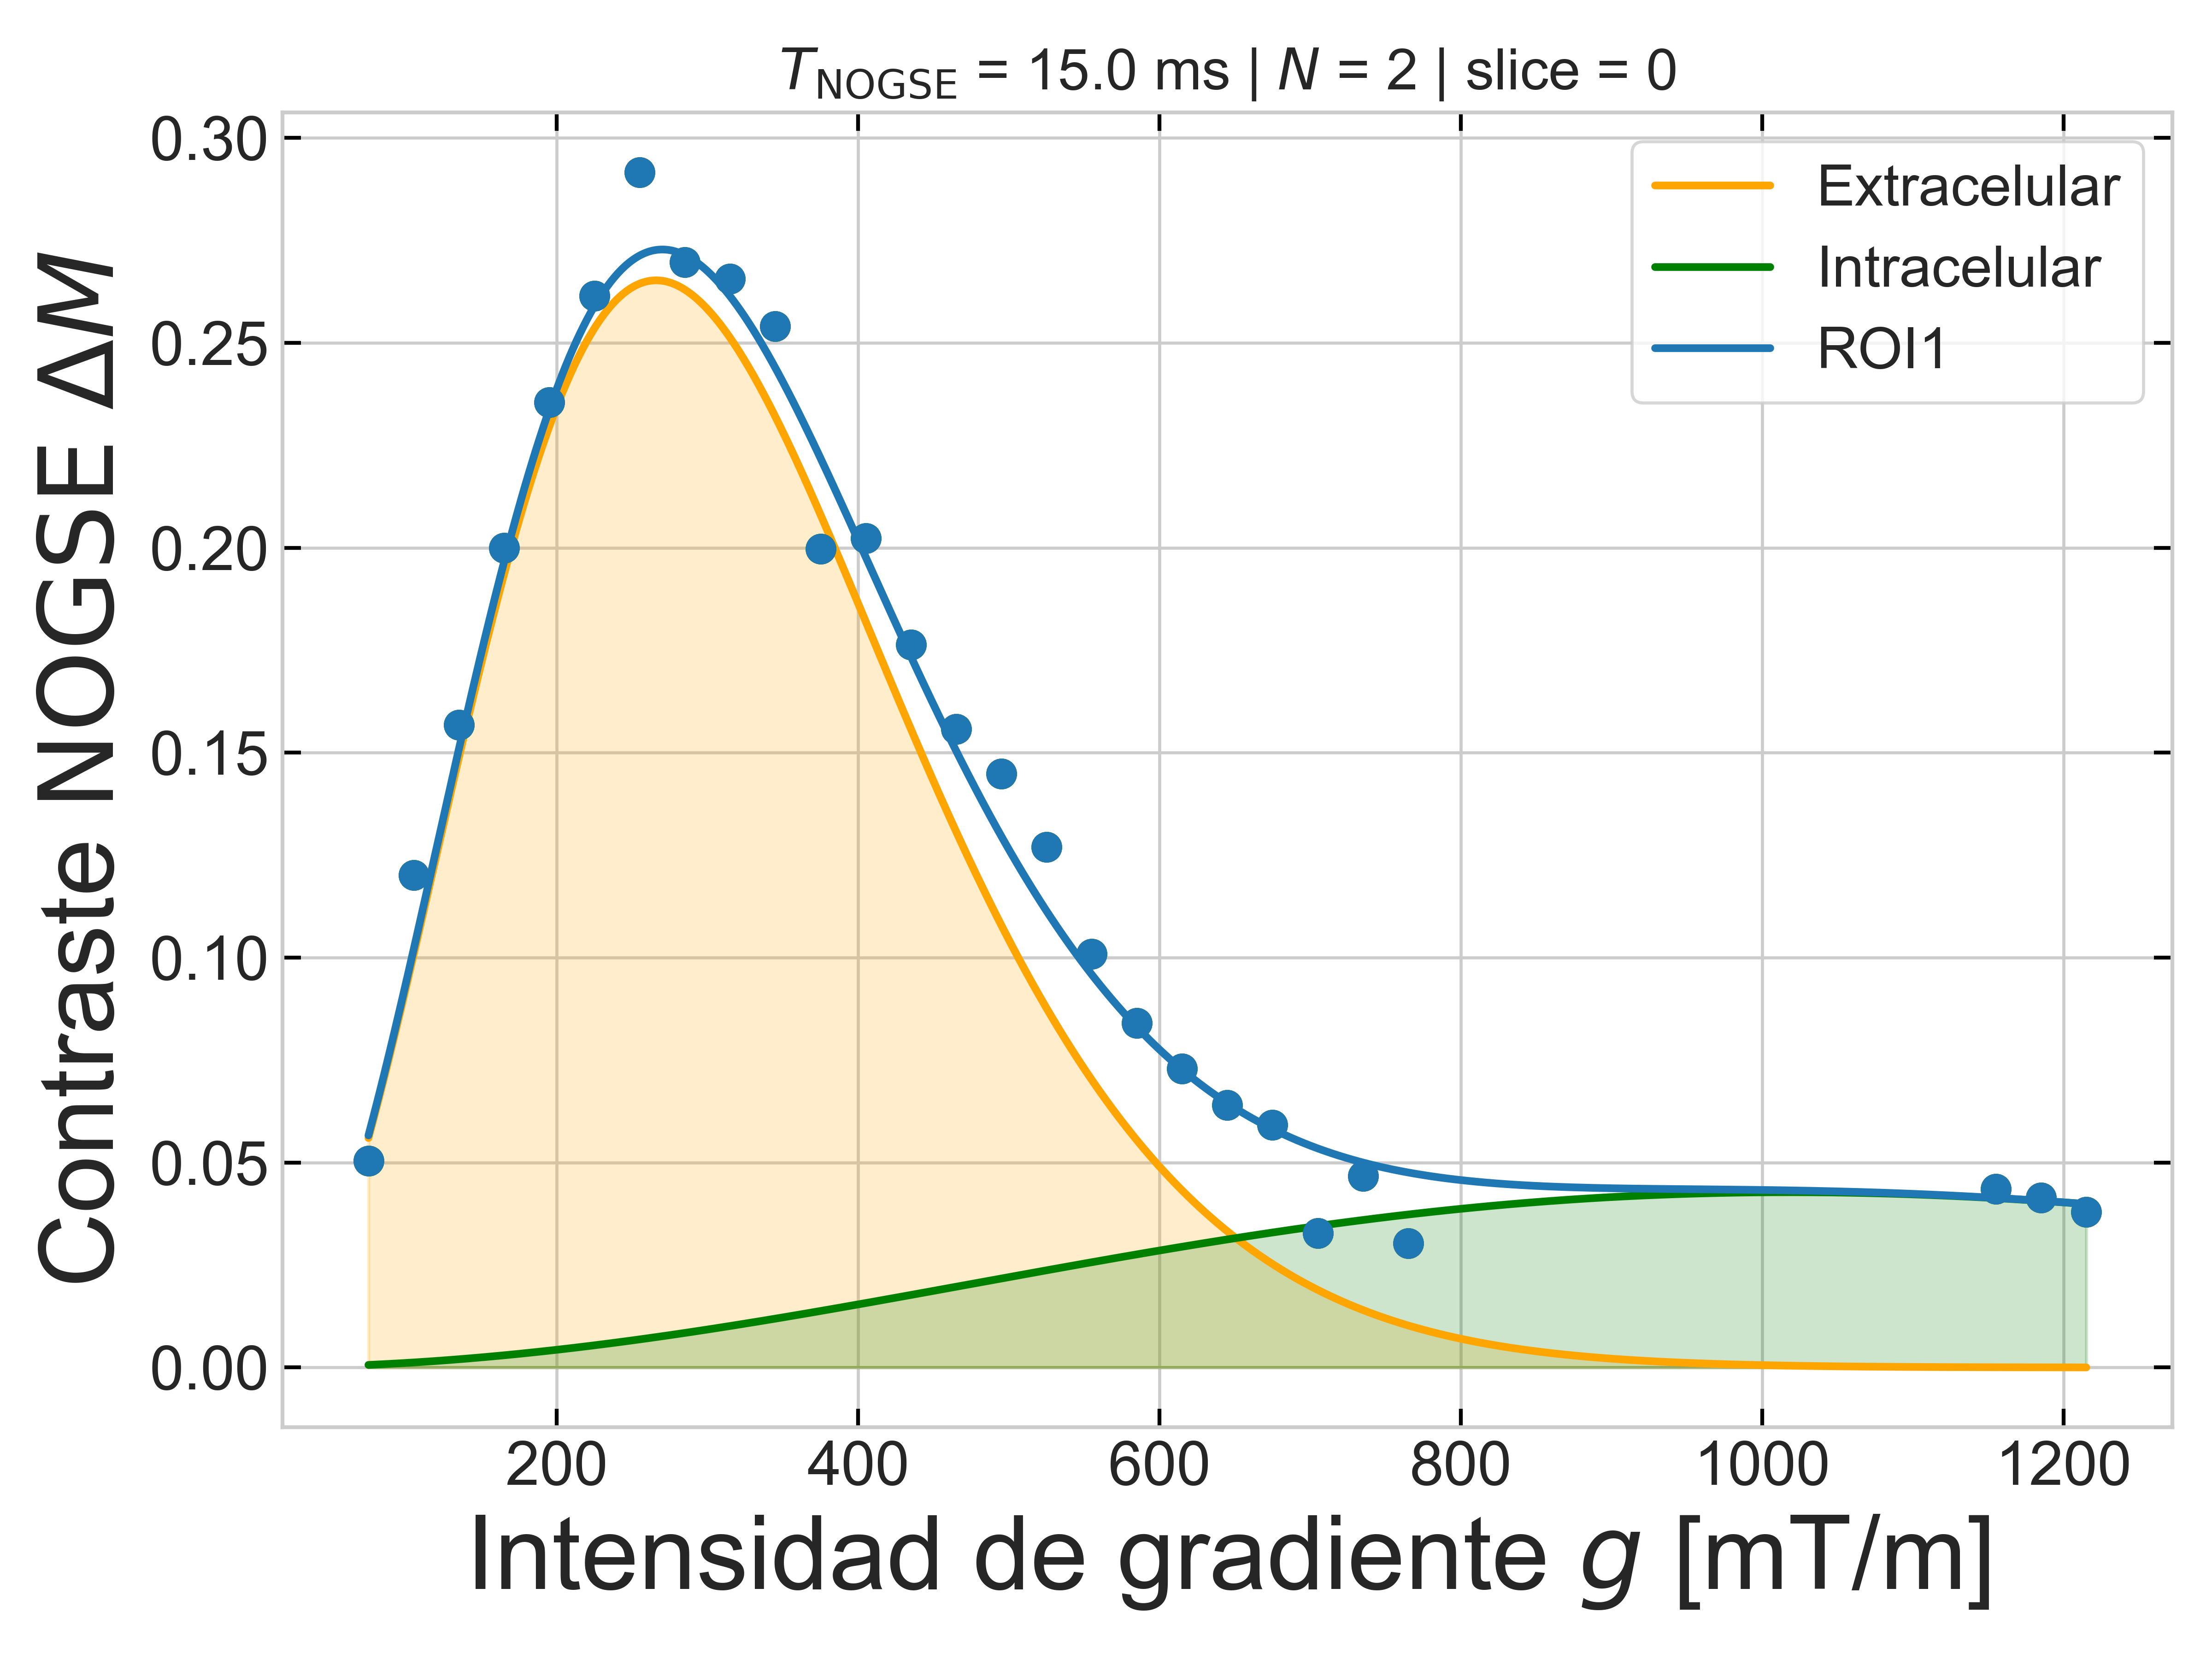 T_NOGSE = 15.0 ms | N = 2 | slice = 0
Contraste NOGSE ΔM
0.30
0.25
0.20
0.15
0.10
0.05
0.00
Extracelular
Intracelular
ROI1
200 400 600 800 1000 1200
Intensidad de gradiente g [mT/m]